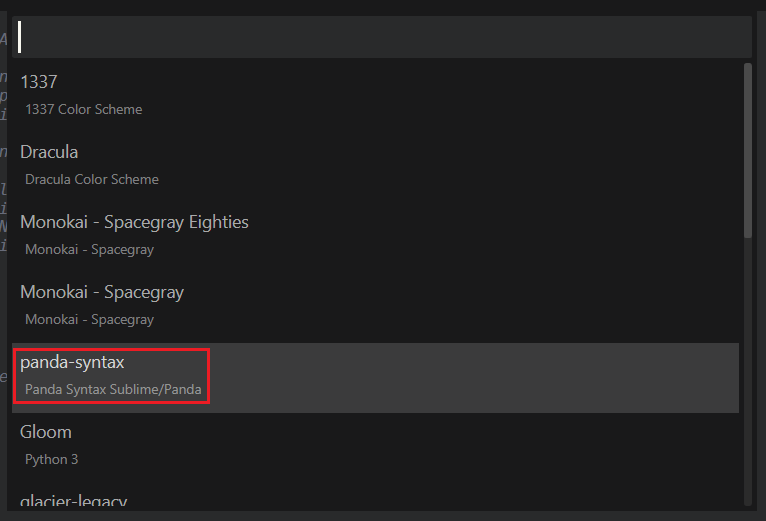 1337
1337 Color Scheme
Dracula
Dracula Color Scheme
Monokai - Spacegray Eighties
Monokai - Spacegray
Monokai - Spacegray
Monokai - Spacegray
panda-syntax
Panda Syntax Sublime/Panda
Gloom
Python 3
glacier-legacy